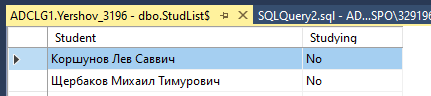 ADCLG1.Yershov_3196 - dbo.StudList$ SQLQuery2.sql - AD...SPO\329196
Student Studying
Коршунов Лев Саввич No
Щербаков Михаил Тимурович No